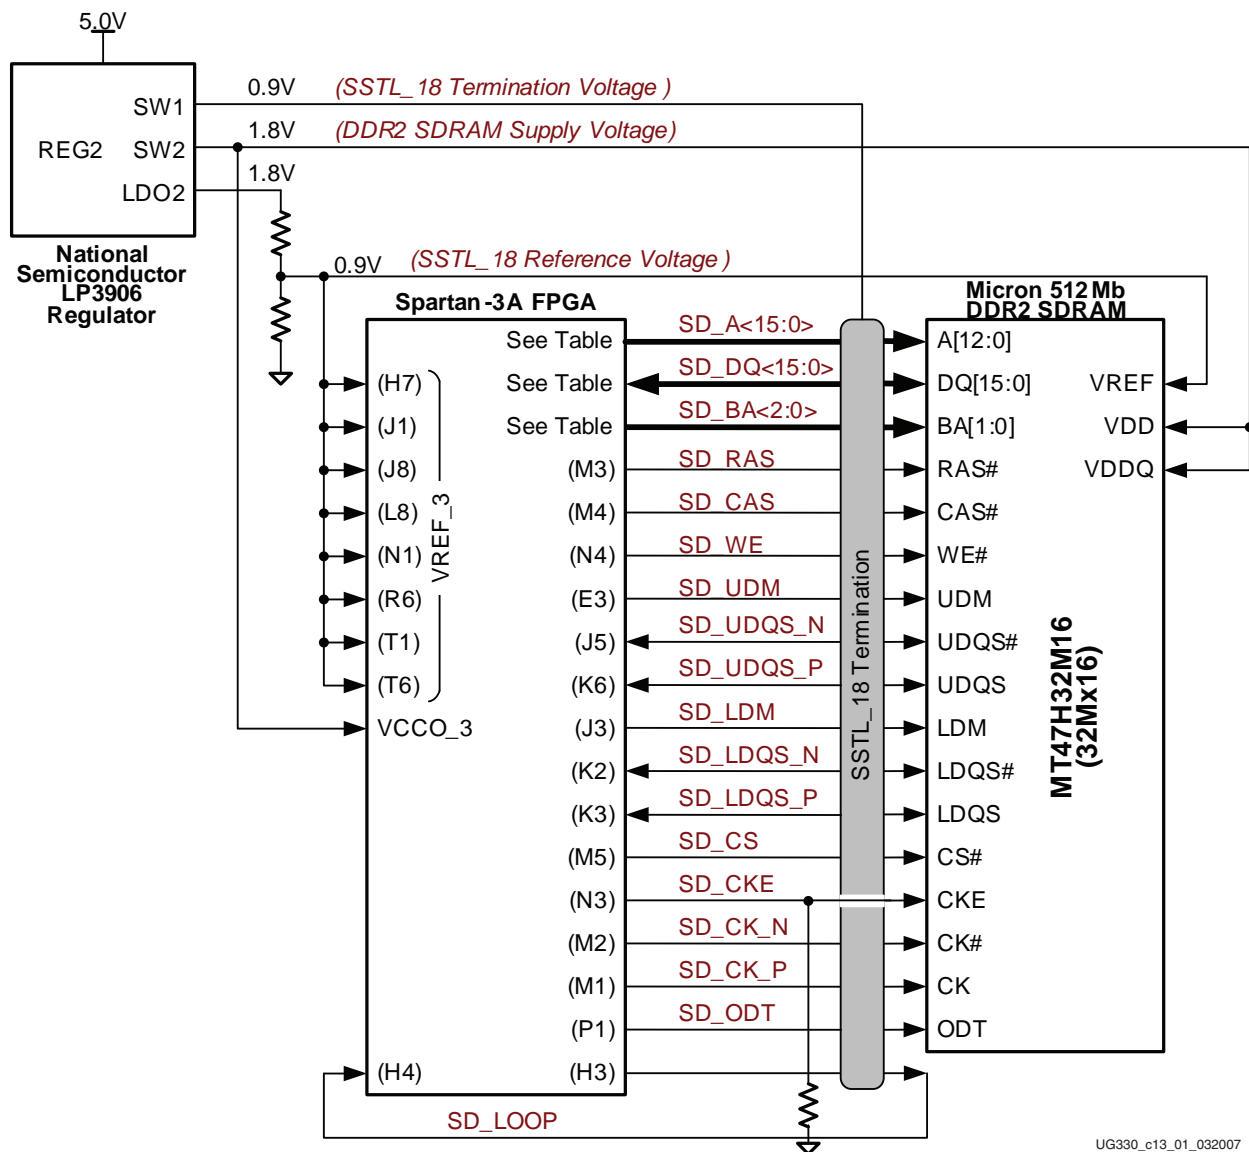 5.0V
SW1
REG2 SW2
LDO2
National
Semiconductor
LP3906
Regulator
0.9V (SSTL_18 Termination Voltage )
1.8V (DDR2 SDRAM Supply Voltage)
1.8V
0.9V (SSTL_18 Reference Voltage )
Spartan -3A FPGA
Micron 512 Mb
DDR2 SDRAM
See Table SD_A<15:0> A[12:0]
(H7) See Table SD_DQ<15:0> DQ[15:0] VREF
(J1) See Table SD_BA<2:0> BA[1:0] VDD
(J8) (M3) SD_RAS RAS# VDDQ
(L8) (M4) SD_CAS CAS#
(N1) (N4) SD_WE WE#
(R6) (E3) SD_UDM UDM
(T1) (J5) SD_UDQS_N UDQS#
(T6) (K6) SD_UDQS_P UDQS
VREF_3
VCCO_3 (J3) SD_LDM LDM
(K2) SD_LDQS_N LDQS#
(K3) SD_LDQS_P LDQS
(M5) SD_CS CS#
(N3) SD_CKE CKE
(M2) SD_CK_N CK#
(M1) SD_CK_P CK
(P1) SD_ODT ODT
(H4) (H3)
SSTL_18 Termination
MT47H32M16
(32Mx16)
SD_LOOP
UG330_c13_01_032007